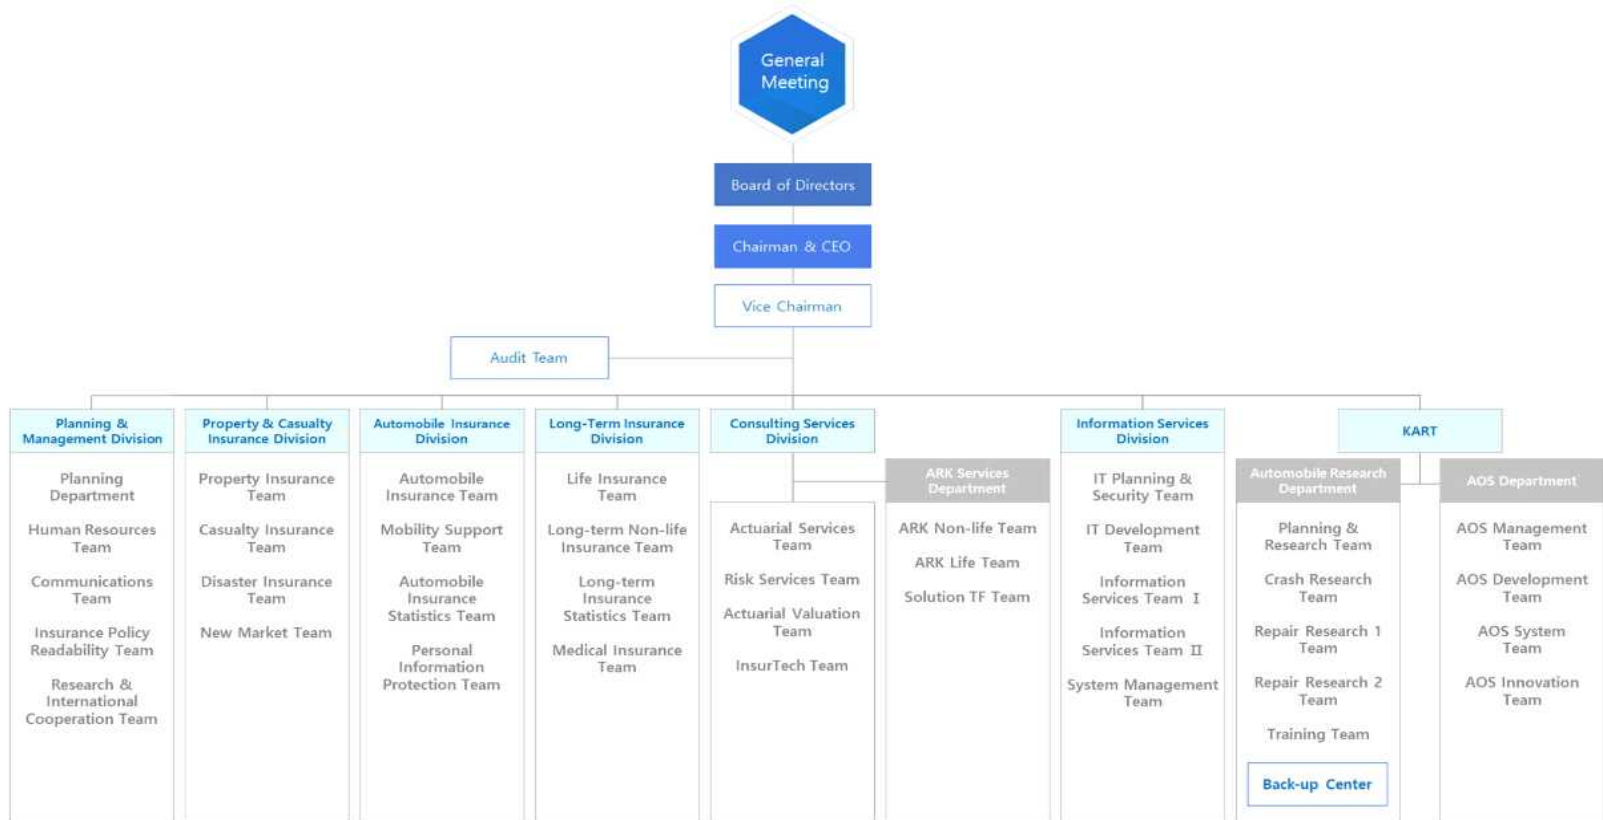 General
Meeting
Board of Directors
Chairman & CEO
Vice Chairman
Audit Team
Planning &
Management Division
Planning
Department
Human Resources
Team
Communications
Team
Insurance Policy
Readability Team
Research &
International
Cooperation Team
Property & Casualty
Insurance Division
Property Insurance
Team
Casualty Insurance
Team
Disaster Insurance
Team
New Market Team
Automobile Insurance
Division
Automobile
Insurance Team
Mobility Support
Team
Automobile
Insurance
Statistics Team
Personal
Information
Protection Team
Long-Term Insurance
Division
Life Insurance
Team
Long-term Non-life
Insurance Team
Long-term
Insurance
Statistics Team
Medical Insurance
Team
Consulting Services
Division
Actuarial Services
Team
Risk Services Team
Actuarial Valuation
Team
InsurTech Team
ARK Services
Department
ARK Non-life Team
ARK Life Team
Solution TF Team
Information Services
Division
IT Planning &
Security Team
IT Development
Team
Information
Services Team Ⅰ
Information
Services Team Ⅱ
System Management
Team
KART
Automobile Research
Department
Planning &
Research Team
Crash Research
Team
Repair Research 1
Team
Repair Research 2
Team
Training Team
Back-up Center
AOS Department
AOS Management
Team
AOS Development
Team
AOS System
Team
AOS Innovation
Team